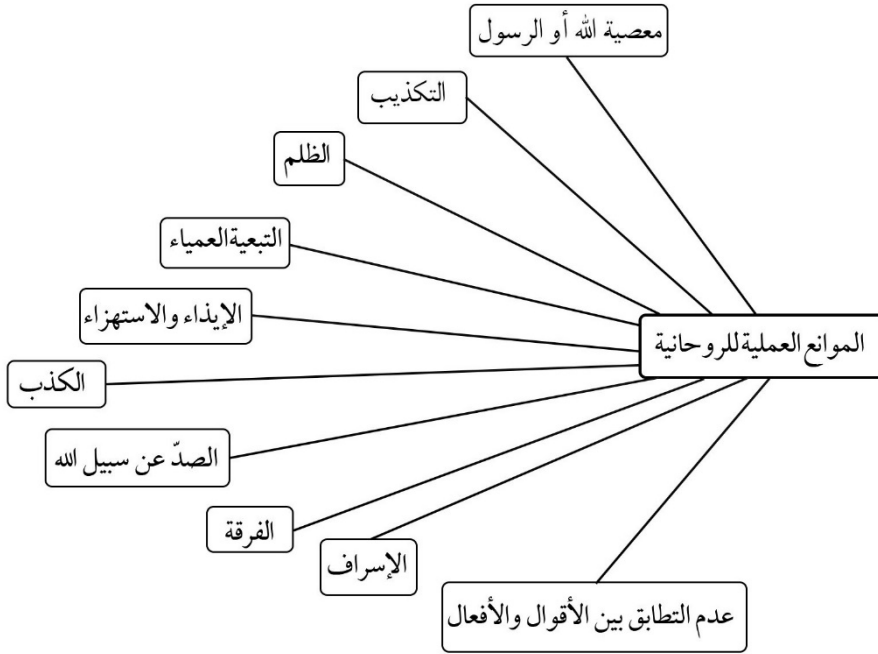 معصية الله أو الرسول
التكذيب
الظلم
التبعية العمياء
الإيذاء والاستهزاء
الموانع العملية للروحانية
الكذب
الصدّ عن سبيل الله
الفرقة
الإسراف
عدم التطابق بين الأقوال والأفعال